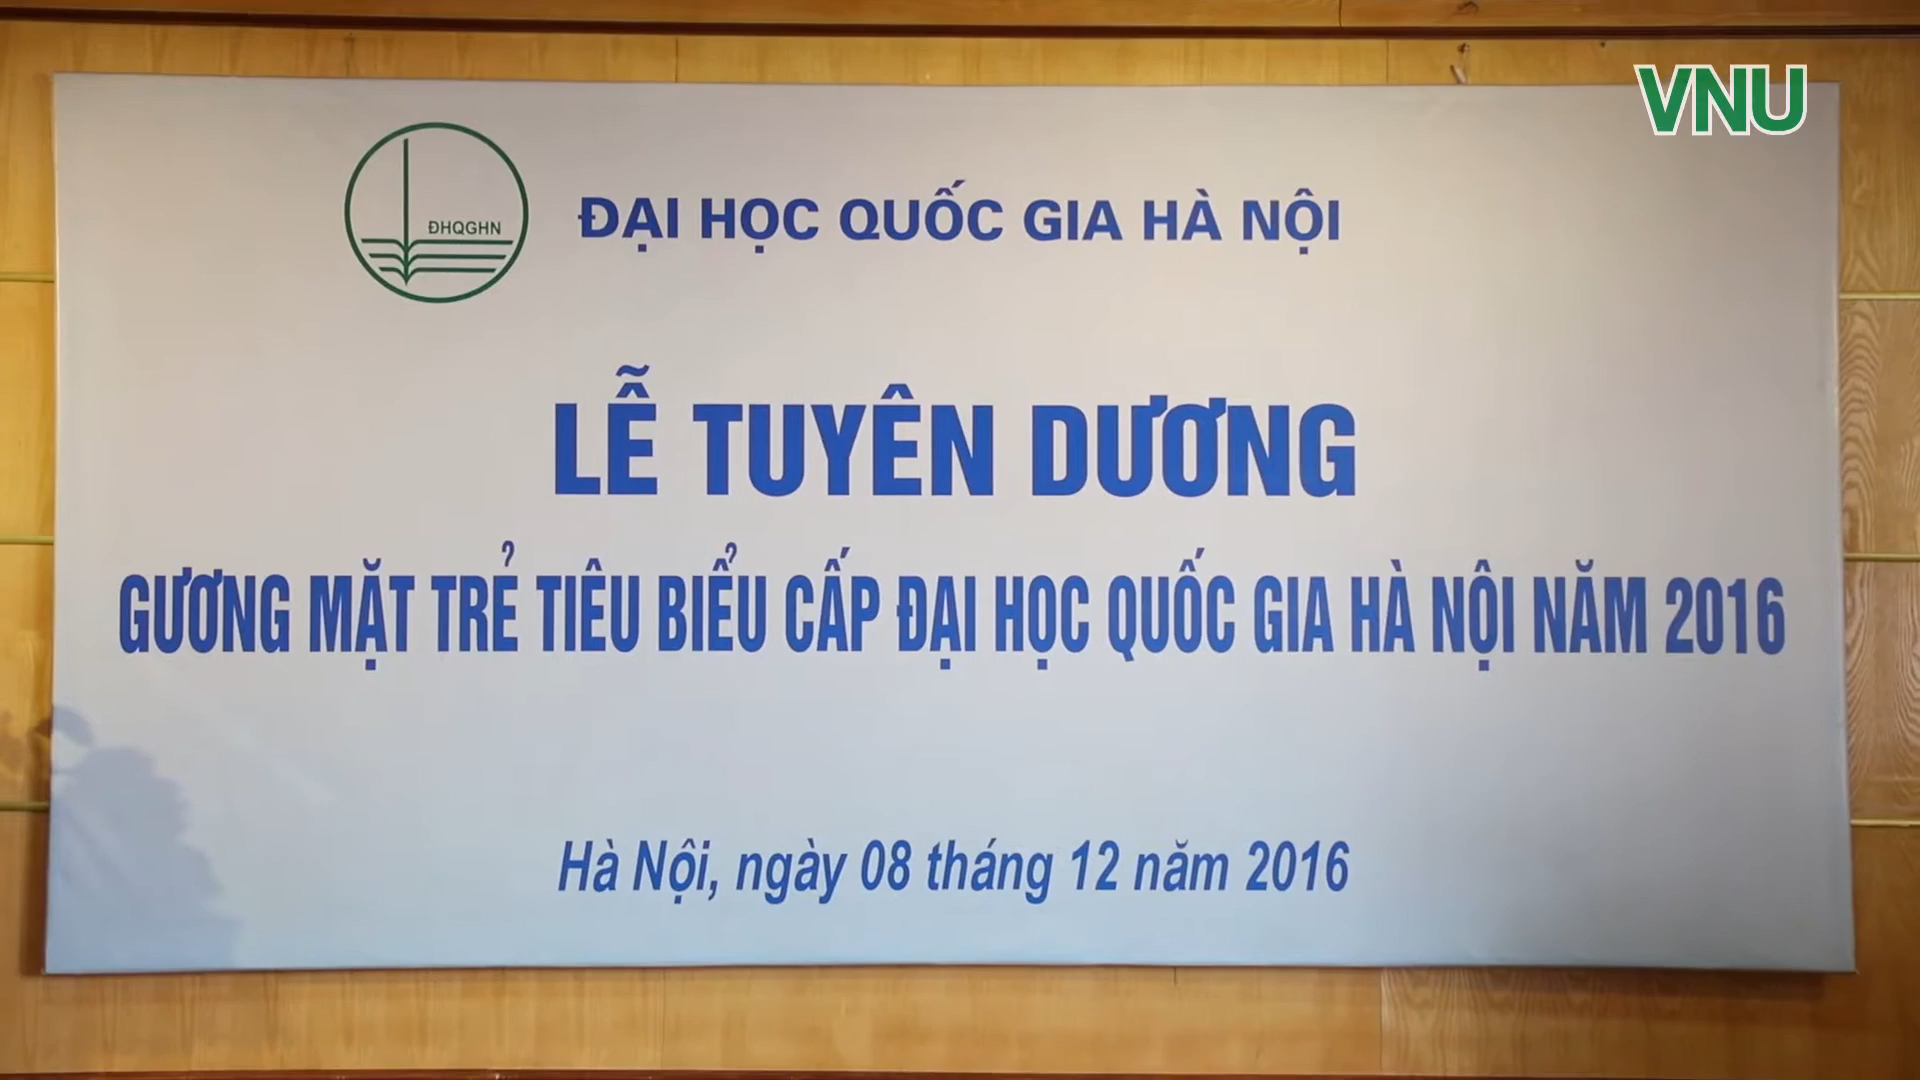 VNU
ĐHQGHN
ĐẠI HỌC QUỐC GIA HÀ NỘI
LỄ TUYÊN DƯƠNG
GƯƠNG MẶT TRẺ TIÊU BIỂU CẤP ĐẠI HỌC QUỐC GIA HÀ NỘI NĂM 2016
Hà Nội, ngày 08 tháng 12 năm 2016